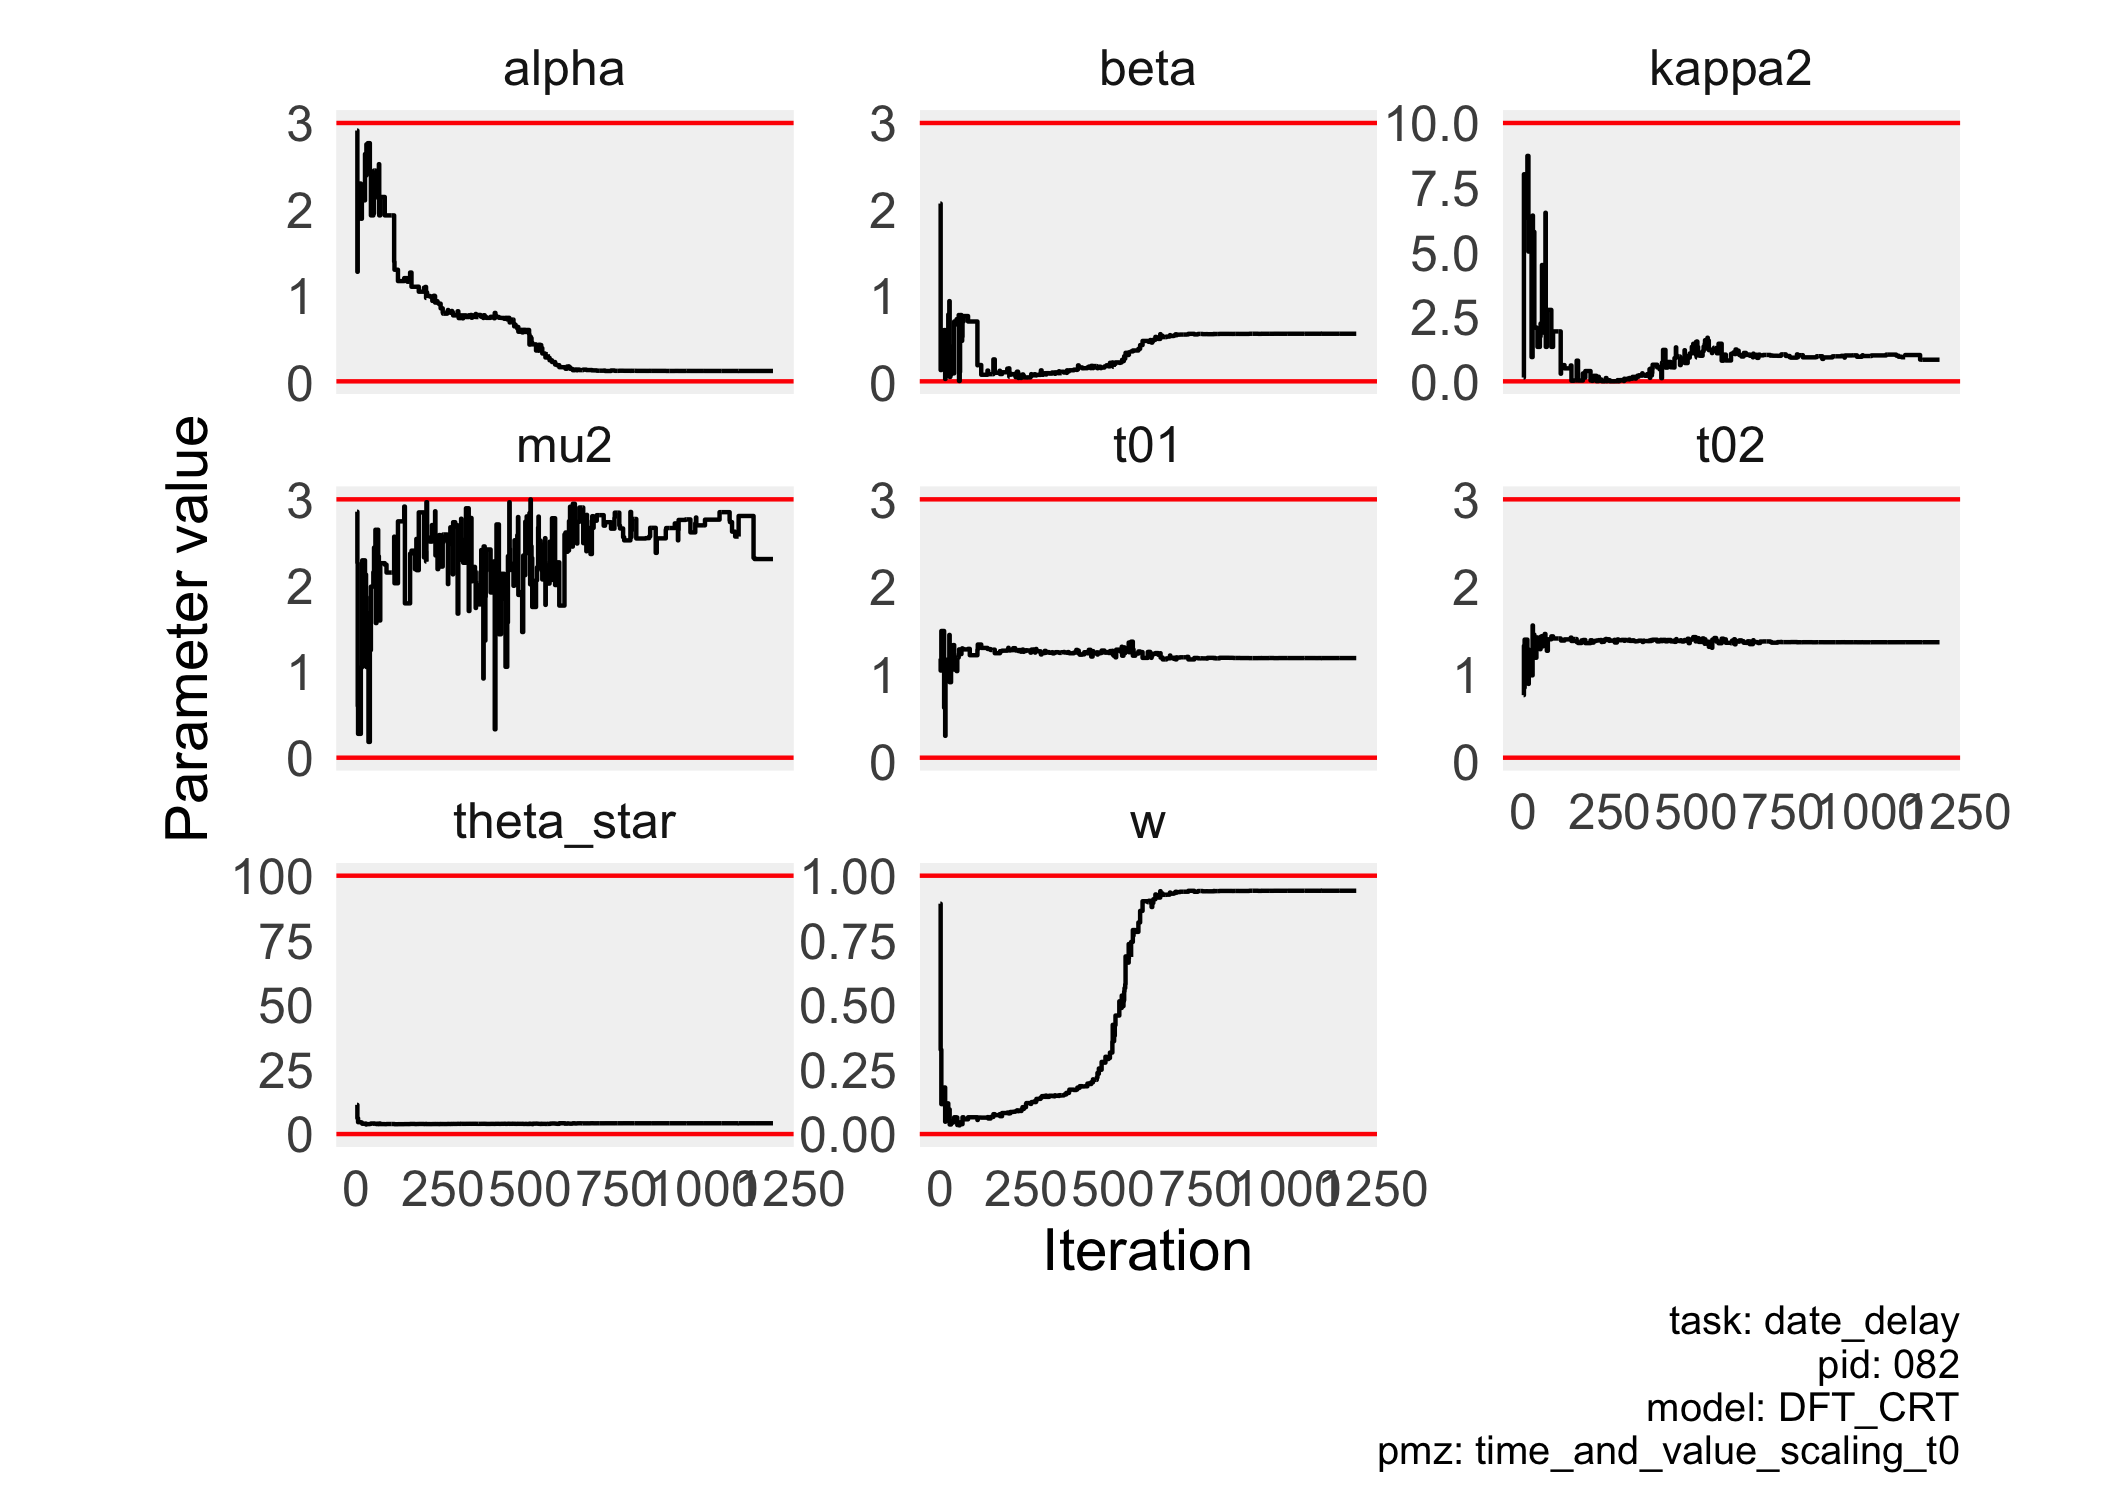 alpha beta kappa2
3 3 10.0
2 2 7.5
1 1 5.0
0 0 2.5
0.0
mu2 t01 t02
3 3 3
2 2 2
1 1 1
0 0 0
0 250 500 750 1000 1250
theta_star w
100 1.00
75 0.75
50 0.50
25 0.25
0 0.00
0 250 500 750 1000 1250 0 250 500 750 1000 1250
Parameter value
Iteration
task: date_delay
pid: 082
model: DFT_CRT
pmz: time_and_value_scaling_t0